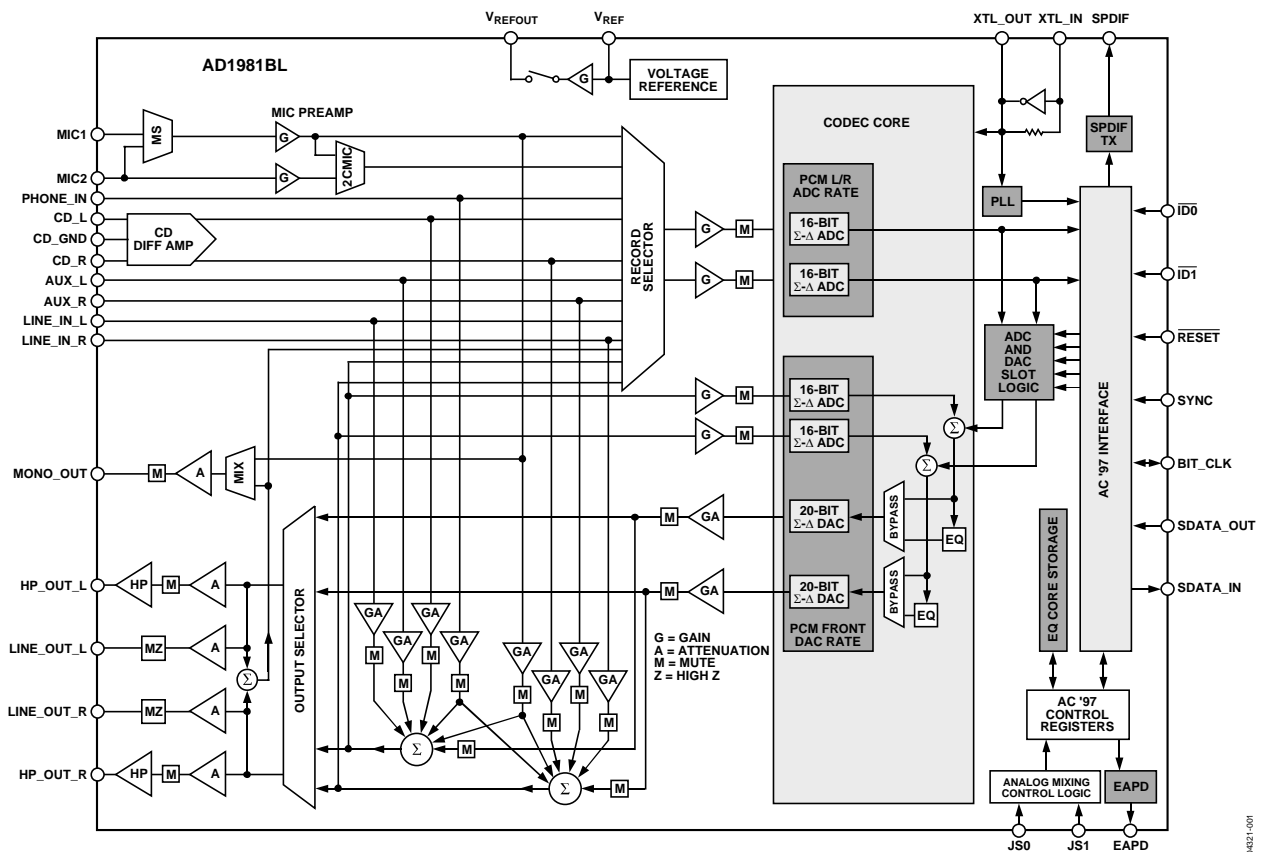 VREFOUT
VREF
XTL_OUT
XTL_IN
SPDIF
AD1981BL
G
VOLTAGE
REFERENCE
MIC PREAMP
MIC1
MS
G
2CMIC
MIC2
G
PHONE_IN
CD_L
CD_GND
CD_R
CD
DIFF AMP
AUX_L
AUX_R
LINE_IN_L
LINE_IN_R
RECORD
SELECTOR
G
M
G
M
CODEC CORE
PCM L/R
ADC RATE
16-BIT
Σ-Δ ADC
16-BIT
Σ-Δ ADC
SPDIF
TX
PLL
ID0
ID1
RESET
SYNC
BIT_CLK
SDATA_OUT
SDATA_IN
ADC
AND
DAC
SLOT
LOGIC
AC '97 INTERFACE
G
M
16-BIT
Σ-Δ ADC
G
M
16-BIT
Σ-Δ ADC
Σ
Σ
MONO_OUT
M
A
MIX
M
GA
20-BIT
Σ-Δ DAC
BYPASS
EQ
M
GA
20-BIT
Σ-Δ DAC
BYPASS
EQ
PCM FRONT
DAC RATE
EQ CORE STORAGE
HP_OUT_L
HP
M
A
LINE_OUT_L
MZ
A
Σ
LINE_OUT_R
MZ
A
HP_OUT_R
HP
M
A
OUTPUT SELECTOR
GA
GA
GA
GA
GA
GA
GA
M
M
M
M
M
M
M
M
G = GAIN
A = ATTENUATION
M = MUTE
Z = HIGH Z
Σ
M
Σ
M
AC '97
CONTROL
REGISTERS
ANALOG MIXING
CONTROL LOGIC
EAPD
JS0
JS1
EAPD
04321-001